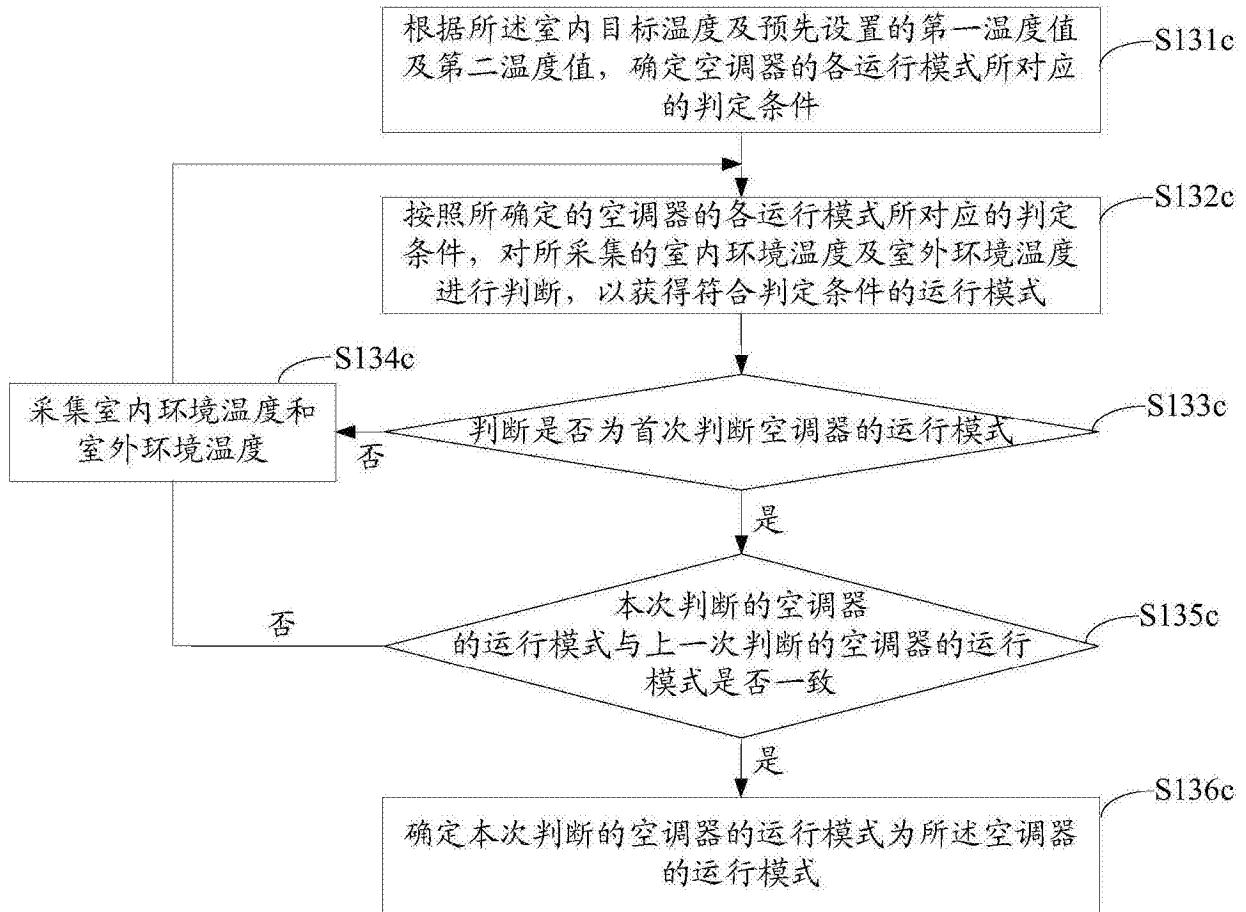 根据所述室内目标温度及预先设置的第一温度值
及第二温度值，确定空调器的各运行模式所对应
的判定条件
S131c
按照所确定的空调器的各运行模式所对应的判定
条件，对所采集的室内环境温度及室外环境温度
进行判断，以获得符合判定条件的运行模式
S132c
判断是否为首次判断空调器的运行模式
S133c
否
S134c
采集室内环境温度和
室外环境温度
是
本次判断的空调器
的运行模式与上一次判断的空调器的运行
模式是否一致
S135c
否
是
确定本次判断的空调器的运行模式为所述空调器
的运行模式
S136c